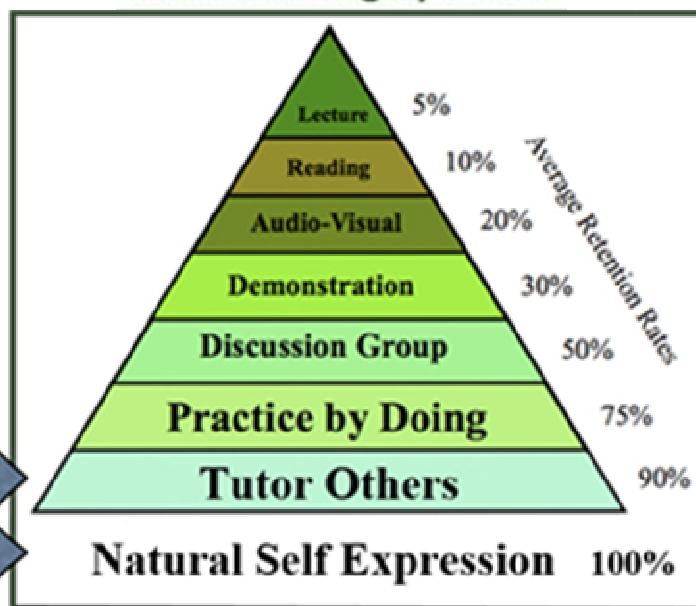 Lecture 5%
Reading 10%
Audio-Visual 20%
Demonstration 30%
Discussion Group 50%
Practice by Doing 75%
Tutor Others 90%
Natural Self Expression 100%
Average Retention Rates